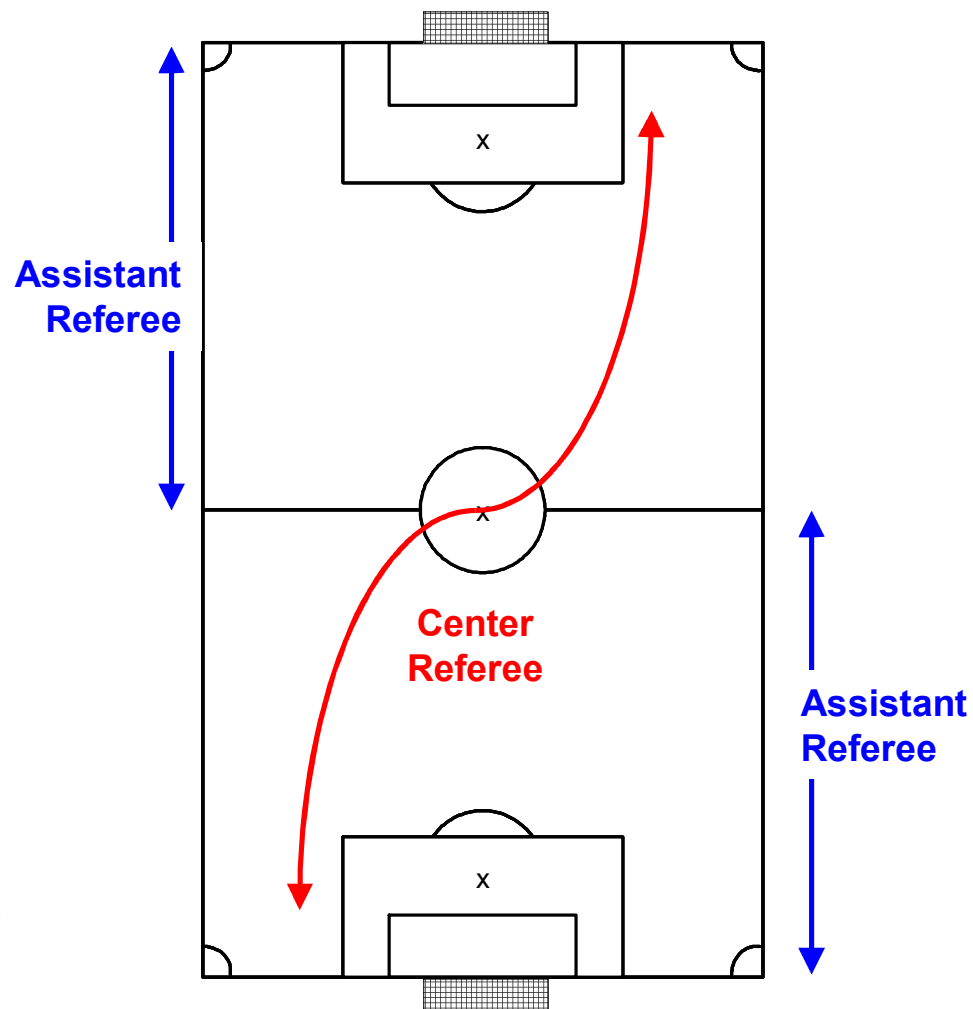 x
Assistant
Referee
x
Center
Referee
Assistant
Referee
x